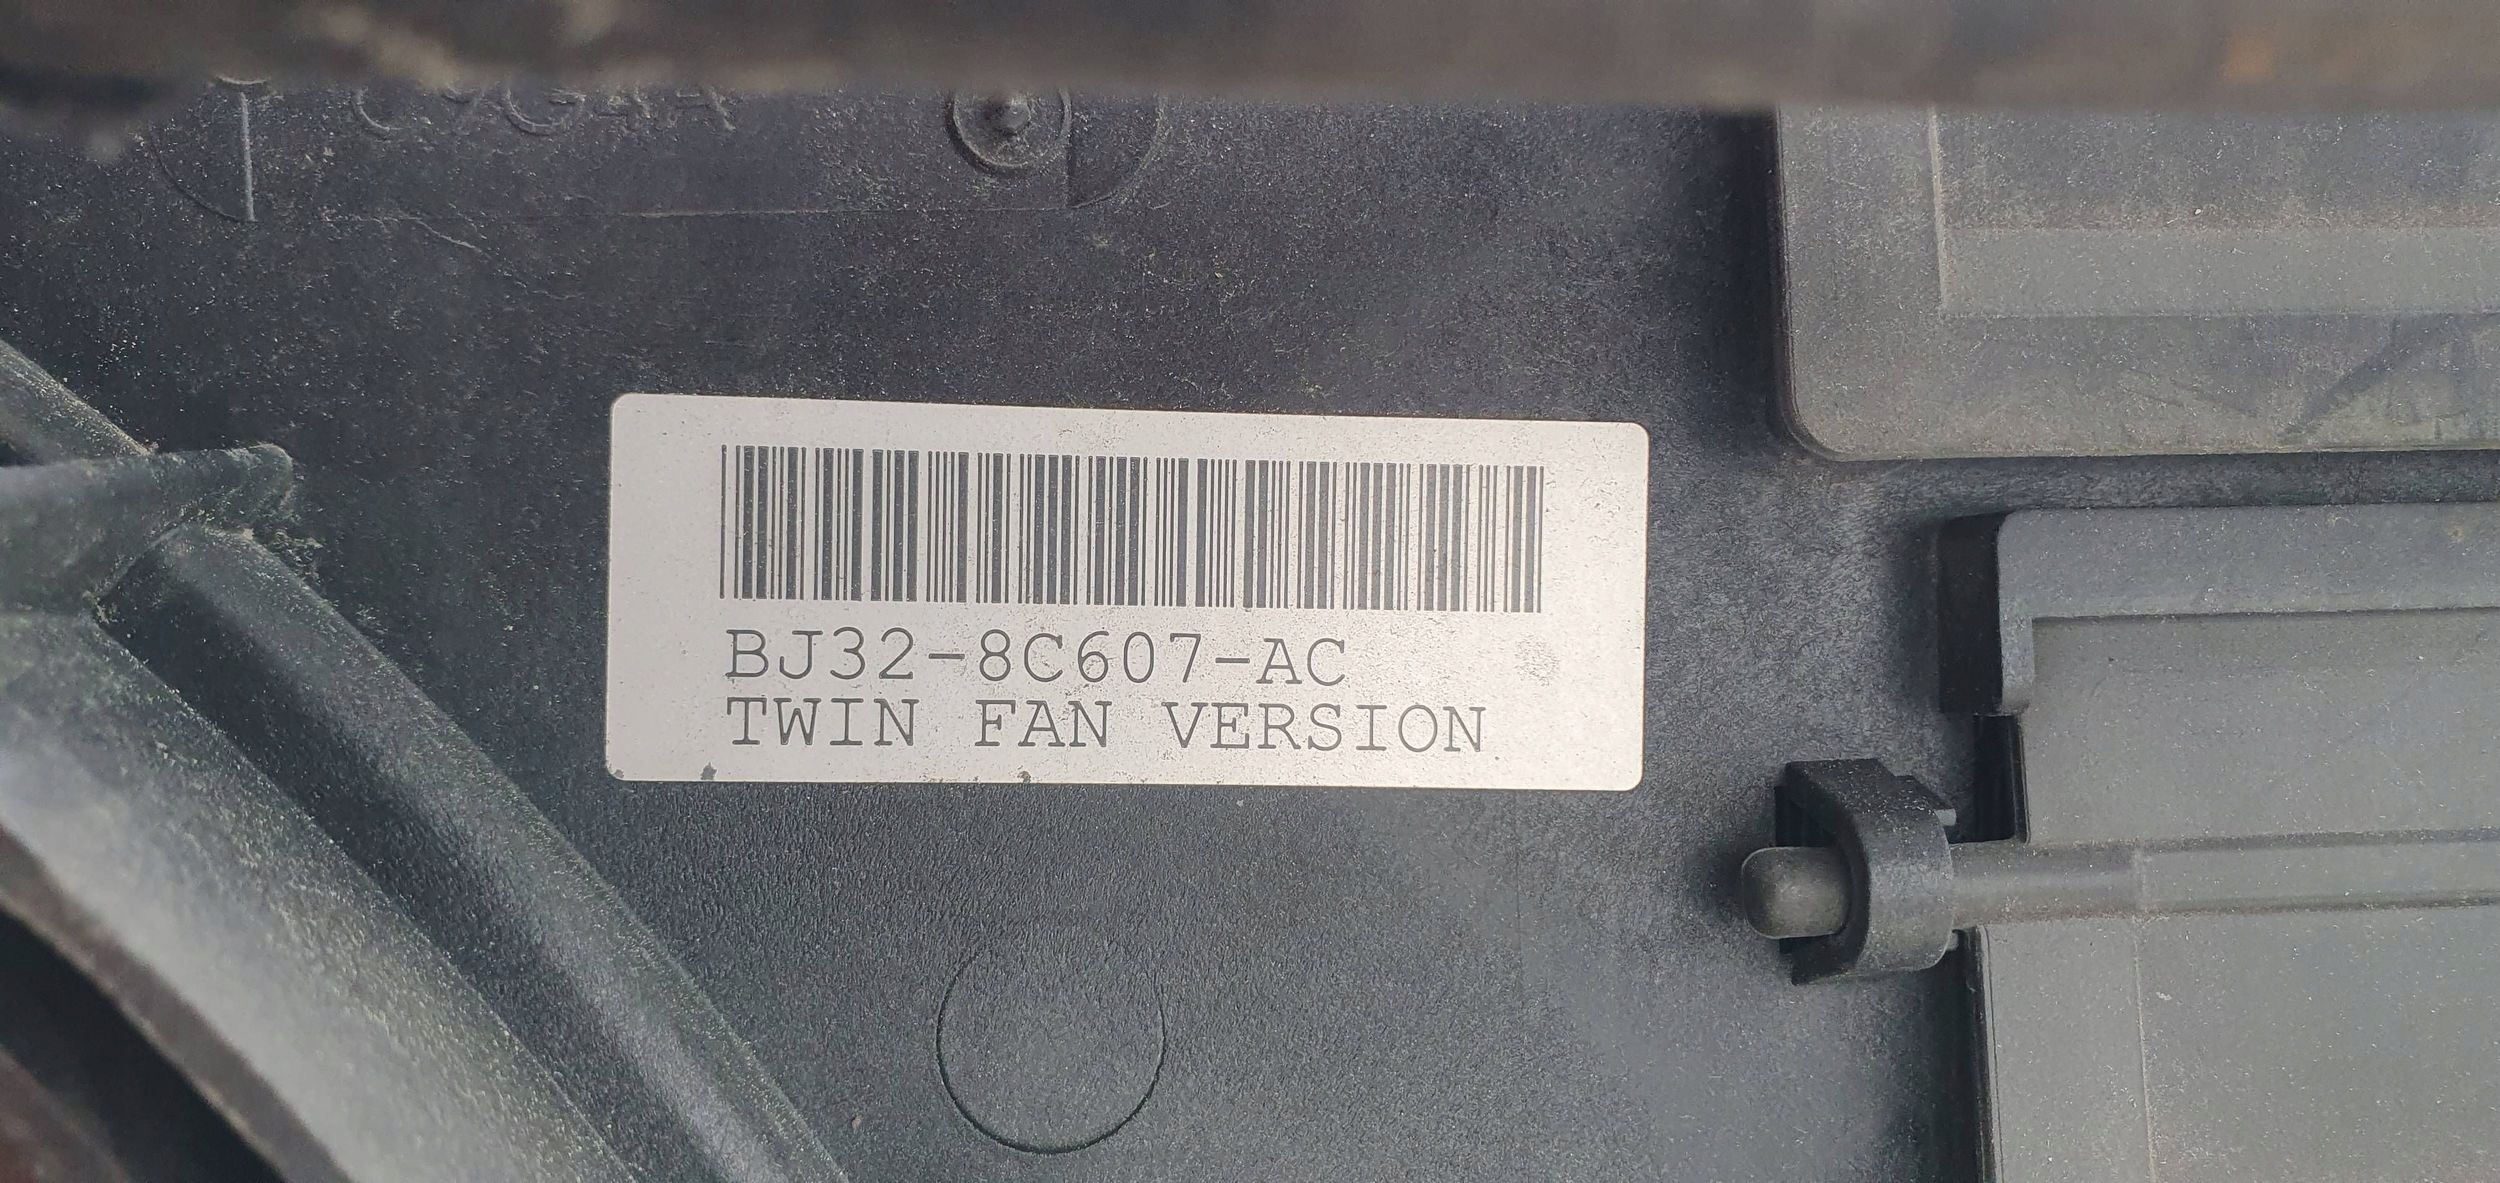 BJ32-8C607-AC
TWIN FAN VERSION